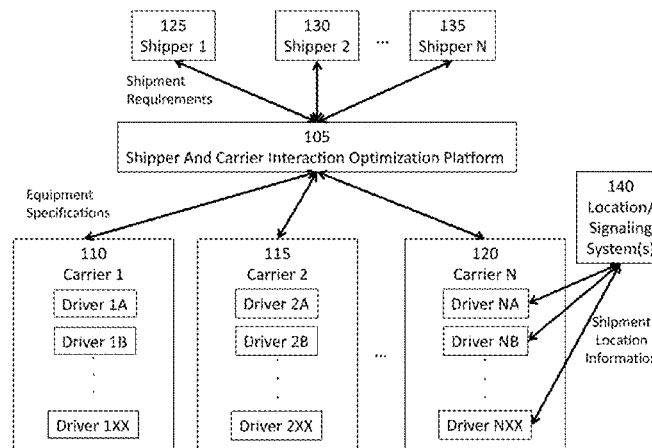 125
Shipper 1
130
Shipper 2
...
135
Shipper N
Shipment
Requirements
105
Shipper And Carrier Interaction Optimization Platform
Equipment
Specifications
140
Location/
Signaling
System(s)
110
Carrier 1
Driver 1A
Driver 1B
.
.
.
Driver 1XX
115
Carrier 2
Driver 2A
Driver 2B
.
.
.
Driver 2XX
...
120
Carrier N
Driver NA
Driver NB
.
.
.
Driver NXX
Shipment
Location
Information